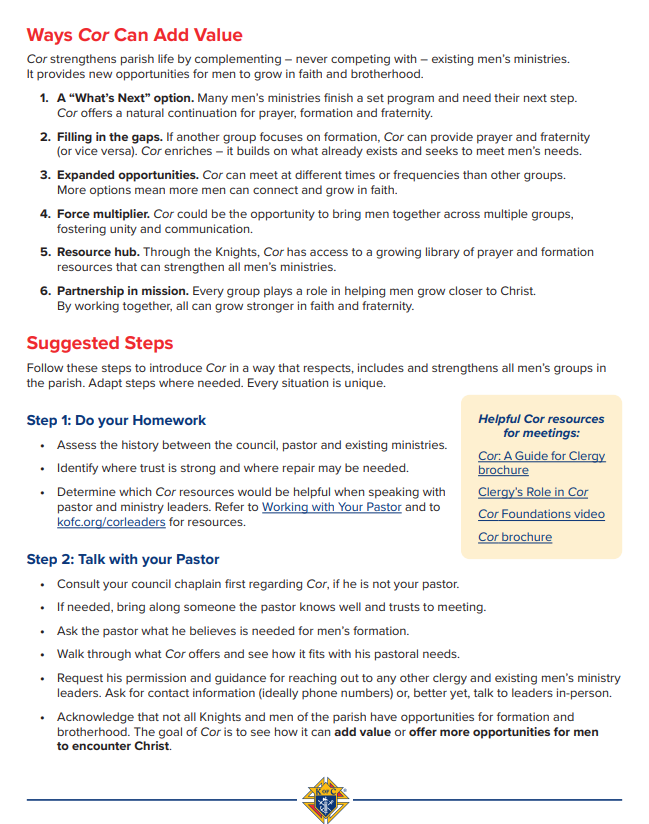 Ways Cor Can Add Value
Cor strengthens parish life by complementing – never competing with – existing men's ministries.
It provides new opportunities for men to grow in faith and brotherhood.
1. A “What's Next” option. Many men's ministries finish a set program and need their next step.
Cor offers a natural continuation for prayer, formation and fraternity.
2. Filling in the gaps. If another group focuses on formation, Cor can provide prayer and fraternity
(or vice versa). Cor enriches – it builds on what already exists and seeks to meet men's needs.
3. Expanded opportunities. Cor can meet at different times or frequencies than other groups.
More options mean more men can connect and grow in faith.
4. Force multiplier. Cor could be the opportunity to bring men together across multiple groups,
fostering unity and communication.
5. Resource hub. Through the Knights, Cor has access to a growing library of prayer and formation
resources that can strengthen all men's ministries.
6. Partnership in mission. Every group plays a role in helping men grow closer to Christ.
By working together, all can grow stronger in faith and fraternity.
Suggested Steps
Follow these steps to introduce Cor in a way that respects, includes and strengthens all men's groups in
the parish. Adapt steps where needed. Every situation is unique.
Step 1: Do your Homework
• Assess the history between the council, pastor and existing ministries.
• Identify where trust is strong and where repair may be needed.
• Determine which Cor resources would be helpful when speaking with
pastor and ministry leaders. Refer to Working with Your Pastor and to
kofc.org/corleaders for resources.
Helpful Cor resources
for meetings:
Cor: A Guide for Clergy
brochure
Clergy's Role in Cor
Cor Foundations video
Cor brochure
Step 2: Talk with your Pastor
• Consult your council chaplain first regarding Cor, if he is not your pastor.
• If needed, bring along someone the pastor knows well and trusts to meeting.
• Ask the pastor what he believes is needed for men's formation.
• Walk through what Cor offers and see how it fits with his pastoral needs.
• Request his permission and guidance for reaching out to any other clergy and existing men's ministry
leaders. Ask for contact information (ideally phone numbers) or, better yet, talk to leaders in-person.
• Acknowledge that not all Knights and men of the parish have opportunities for formation and
brotherhood. The goal of Cor is to see how it can add value or offer more opportunities for men
to encounter Christ.
K OF C